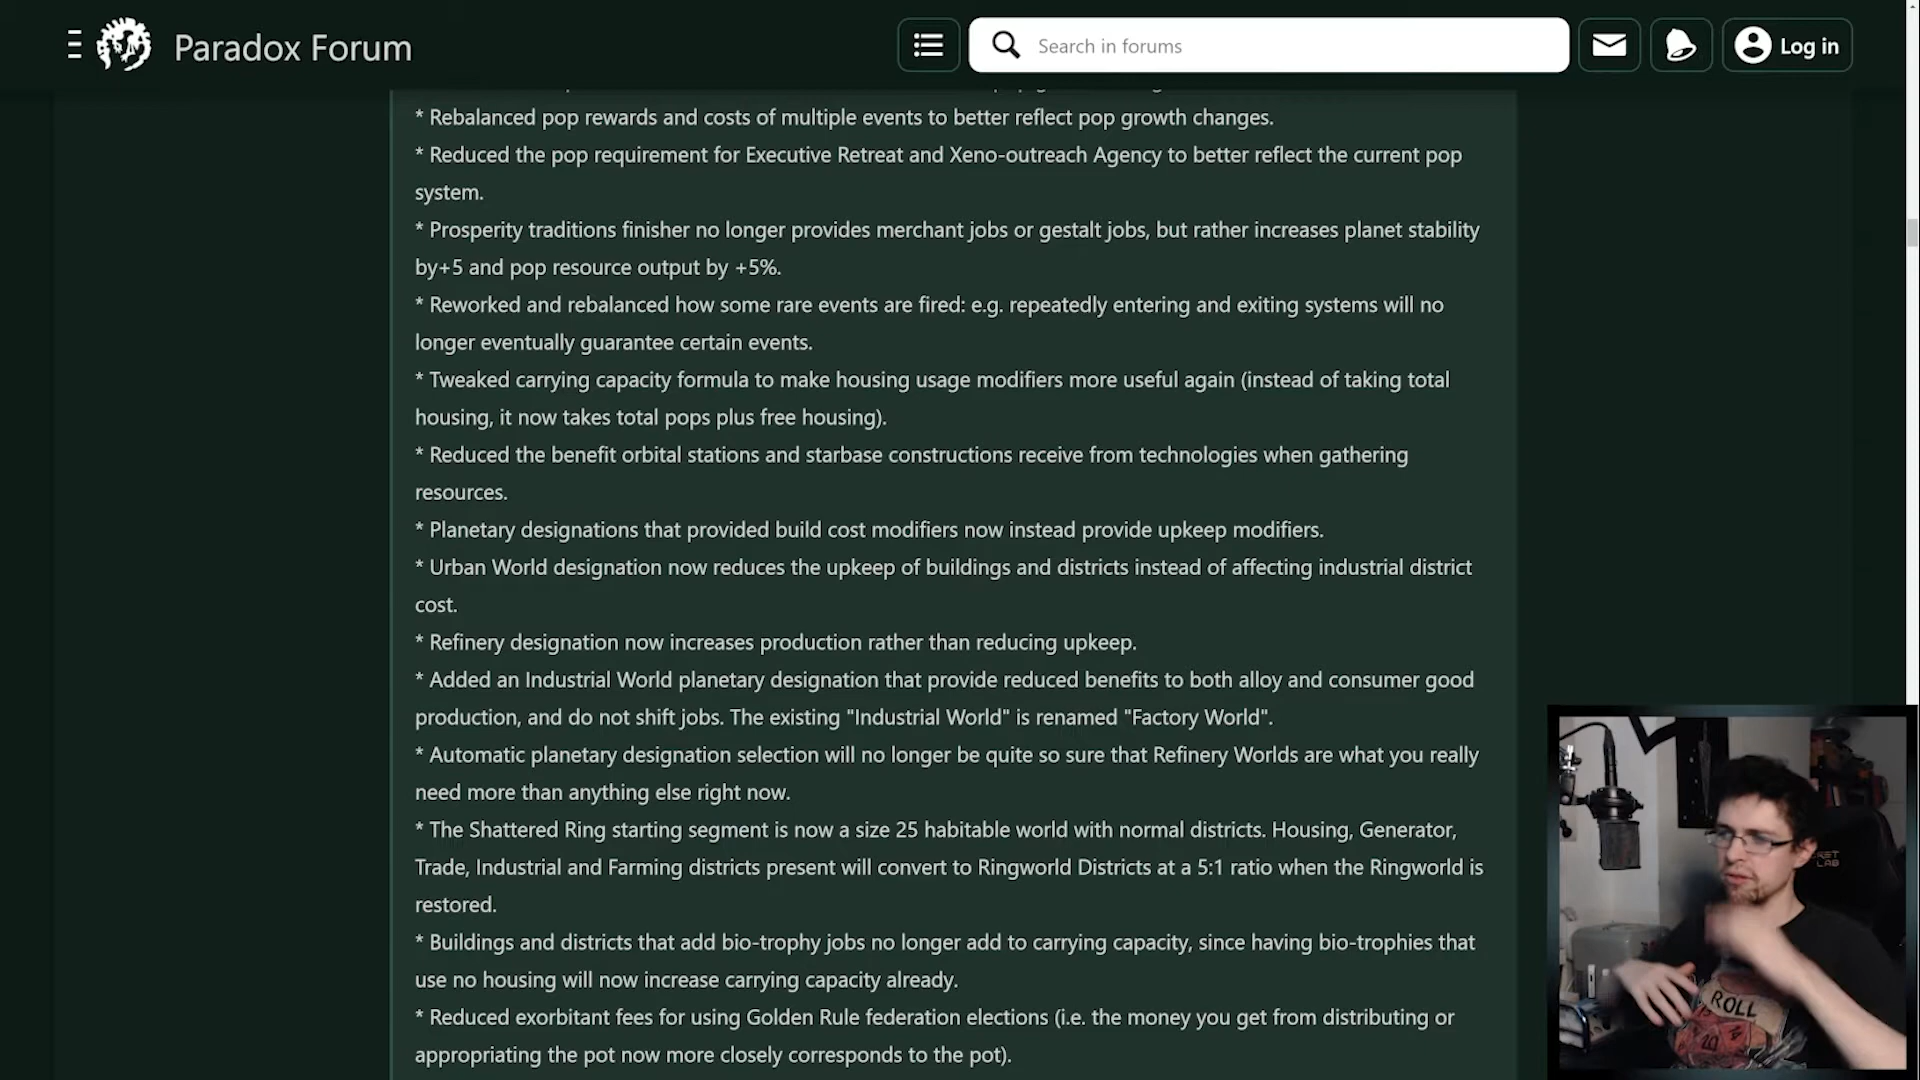 Paradox Forum
Search in forums
Log in
* Rebalanced pop rewards and costs of multiple events to better reflect pop growth changes.
* Reduced the pop requirement for Executive Retreat and Xeno-outreach Agency to better reflect the current pop
system.
* Prosperity traditions finisher no longer provides merchant jobs or gestalt jobs, but rather increases planet stability
by+5 and pop resource output by +5%.
* Reworked and rebalanced how some rare events are fired: e.g. repeatedly entering and exiting systems will no
longer eventually guarantee certain events.
* Tweaked carrying capacity formula to make housing usage modifiers more useful again (instead of taking total
housing, it now takes total pops plus free housing).
* Reduced the benefit orbital stations and starbase constructions receive from technologies when gathering
resources.
* Planetary designations that provided build cost modifiers now instead provide upkeep modifiers.
* Urban World designation now reduces the upkeep of buildings and districts instead of affecting industrial district
cost.
* Refinery designation now increases production rather than reducing upkeep.
* Added an Industrial World planetary designation that provide reduced benefits to both alloy and consumer good
production, and do not shift jobs. The existing "Industrial World" is renamed "Factory World".
* Automatic planetary designation selection will no longer be quite so sure that Refinery Worlds are what you really
need more than anything else right now.
* The Shattered Ring starting segment is now a size 25 habitable world with normal districts. Housing, Generator,
Trade, Industrial and Farming districts present will convert to Ringworld Districts at a 5:1 ratio when the Ringworld is
restored.
* Buildings and districts that add bio-trophy jobs no longer add to carrying capacity, since having bio-trophies that
use no housing will now increase carrying capacity already.
* Reduced exorbitant fees for using Golden Rule federation elections (i.e. the money you get from distributing or
appropriating the pot now more closely corresponds to the pot).
LAB
ROLL